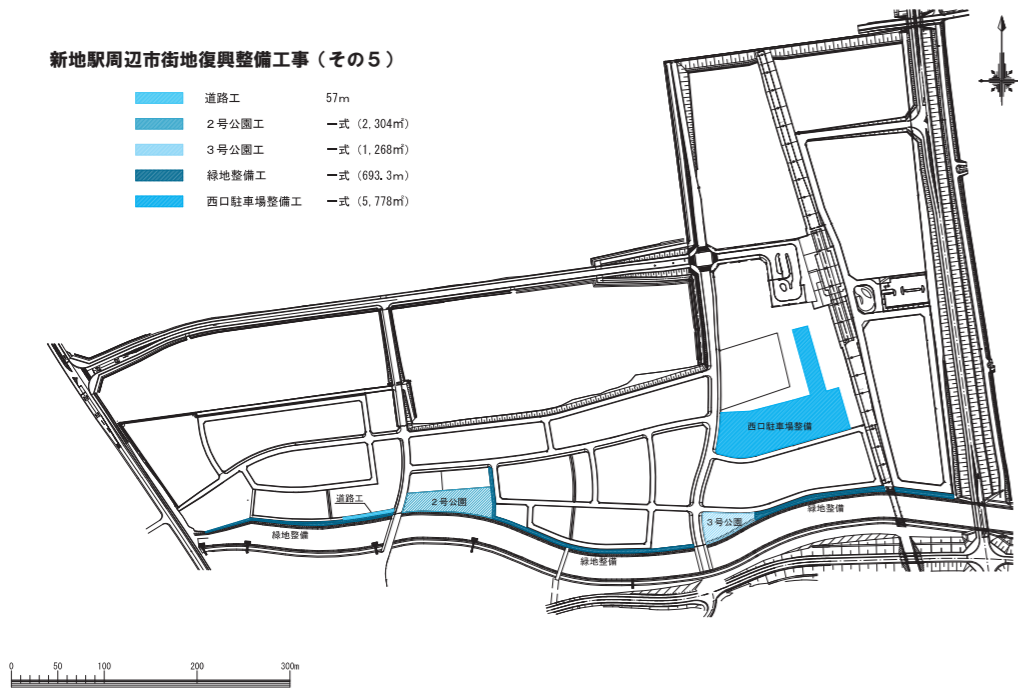 新地駅周辺市街地復興整備工事（その５）
道路工 57ｍ
２号公園工 一式（2,304㎡）
３号公園工 一式（1,268㎡）
緑地整備工 一式（693.3ｍ）
西口駐車場整備工 一式（5,778㎡）
西口駐車場整備
道路工
２号公園
緑地整備
３号公園
緑地整備
緑地整備
0 50 100 200 300m